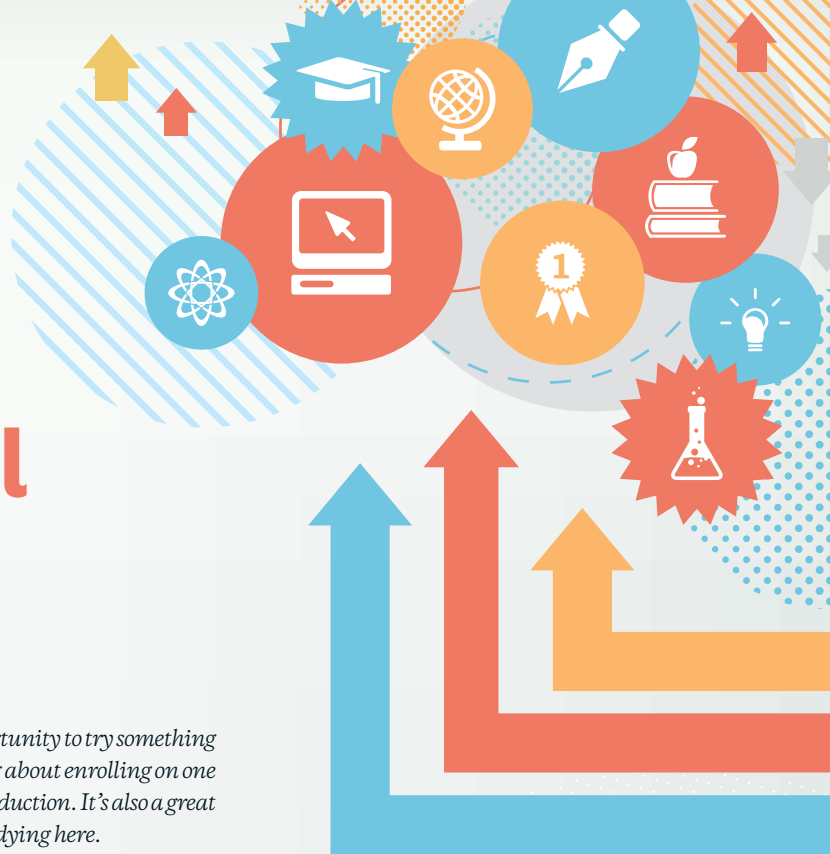 1
l
tunity to try something
about enrolling on one
duction. It's also a great
dying here.